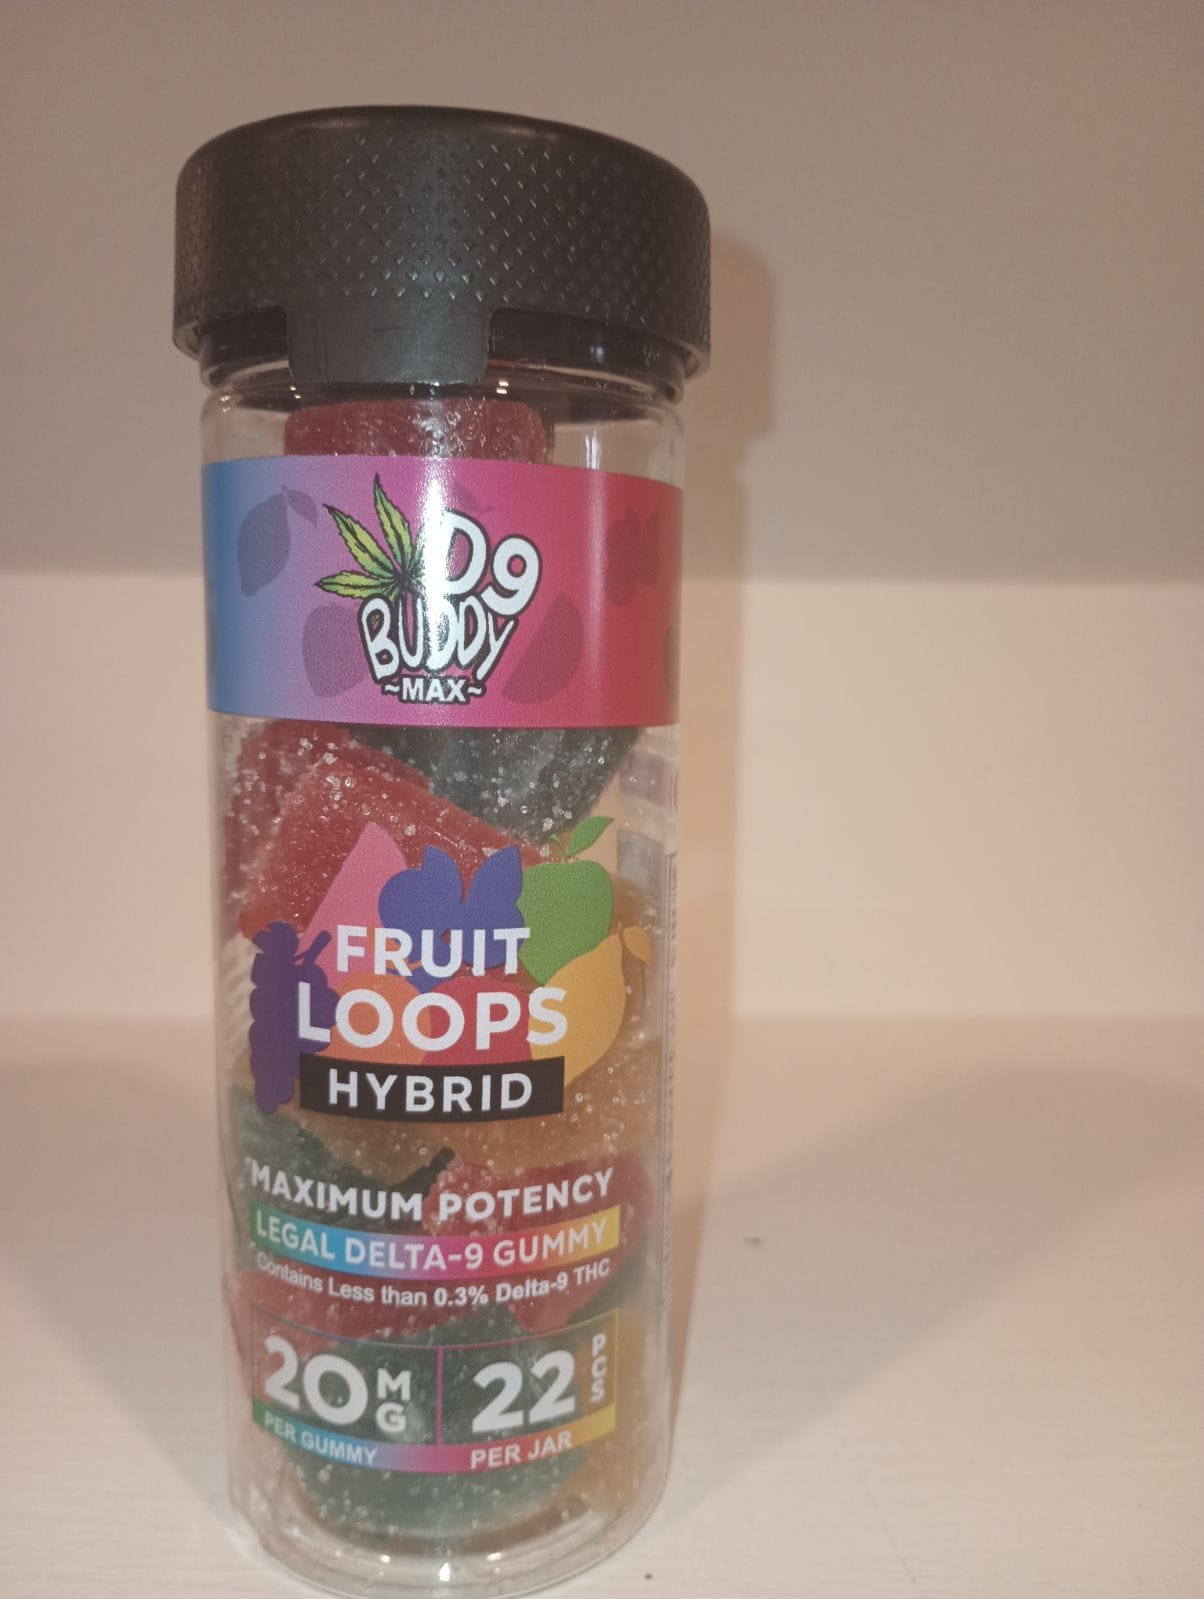 D9
BUDDY
~MAX~
FRUIT
LOOPS
HYBRID
MAXIMUM POTENCY
LEGAL DELTA-9 GUMMY
Contains Less than 0.3% Delta-9 THC
20 MG
PER GUMMY
22 PCS
PER JAR